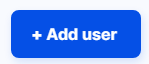 + Add user